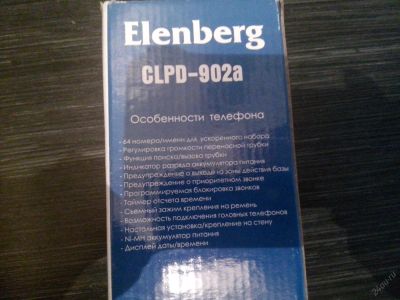 Elenberg
CLPD-902a
Особенности телефона
- 64 номера/имени для ускоренного набора
- Регулировка громкости переносной трубки
- Функция поиска/вызова трубки
- Индикатор разряда аккумулятора питания
- Предупреждение о выходе из зоны действия базы
- Предупреждение о приоритетном звонке
- Программируемая блокировка звонков
- Таймер отсчета времени
- Съемный зажим крепления на ремень
- Возможность подключения головных телефонов
- Настольная установка/крепление на стену
- Ni-MH аккумулятор питания
- Дисплей даты/времени
24au.ru